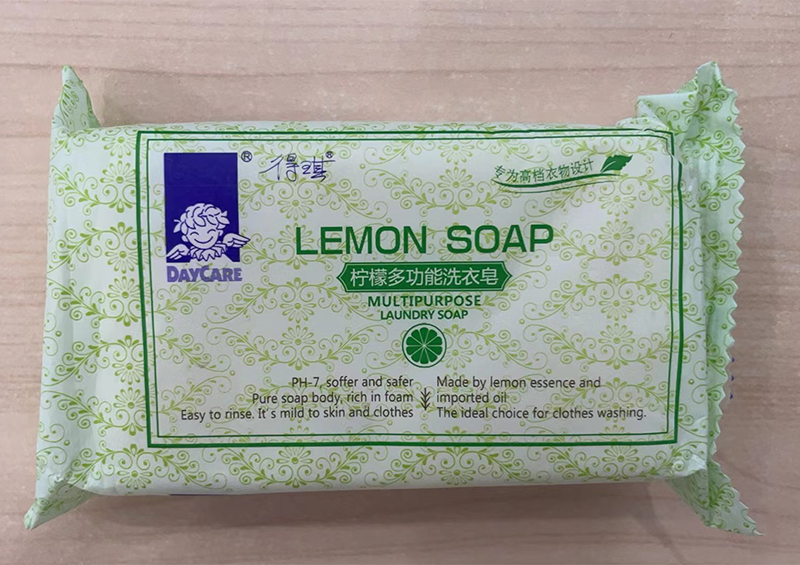 得琪®
专为高档衣物设计
®
DAYCARE
LEMON SOAP
柠檬多功能洗衣皂
MULTIPURPOSE
LAUNDRY SOAP
PH-7, soffer and safer
Pure soap body, rich in foam
Easy to rinse. It's mild to skin and clothes
Made by lemon essence and
imported oil
The ideal choice for clothes washing.